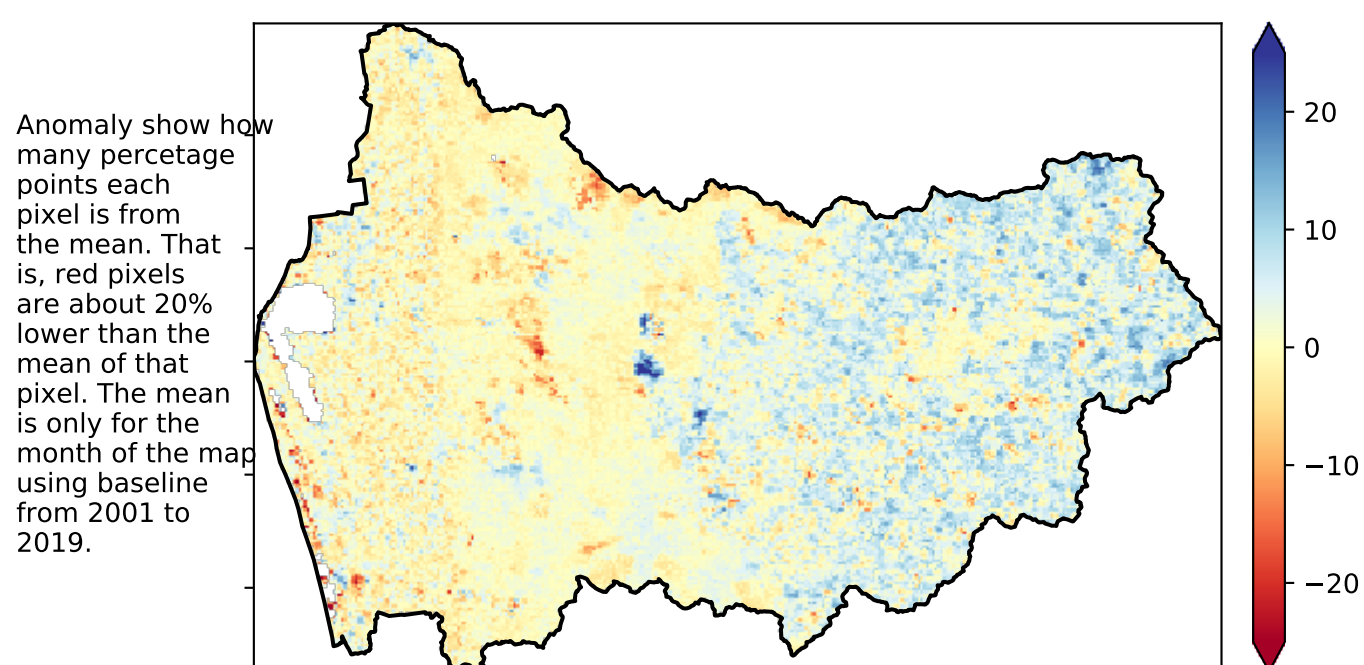 Anomaly show how
many percetage
points each
pixel is from
the mean. That
is, red pixels
are about 20%
lower than the
mean of that
pixel. The mean
is only for the
month of the map
using baseline
from 2001 to
2019.
20
10
0
−10
−20